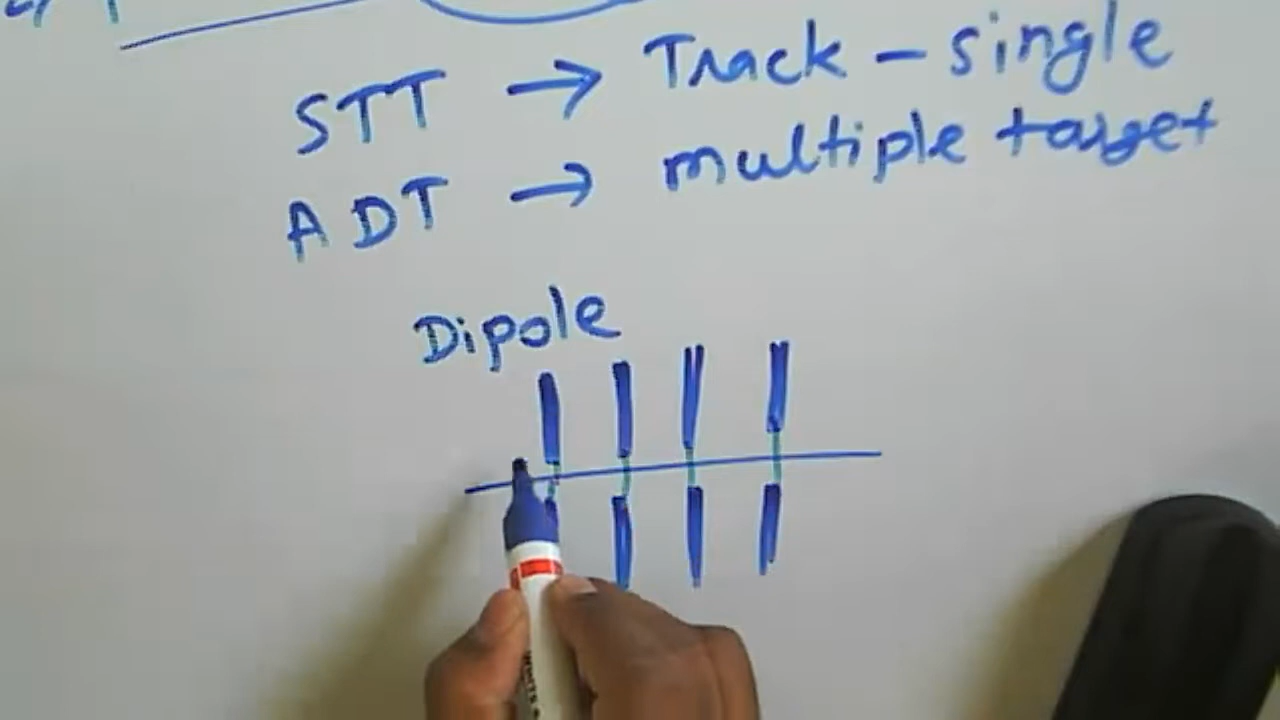 STT → Track - single
ADT → multiple target
Dipole